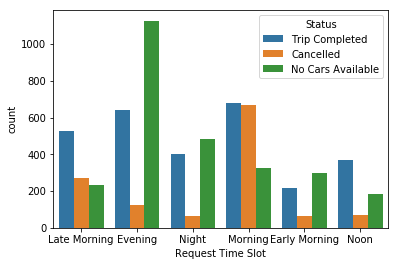 Status
Trip Completed
Cancelled
No Cars Available
count
1000
800
600
400
200
0
Late Morning Evening Night Morning Early Morning Noon
Request Time Slot